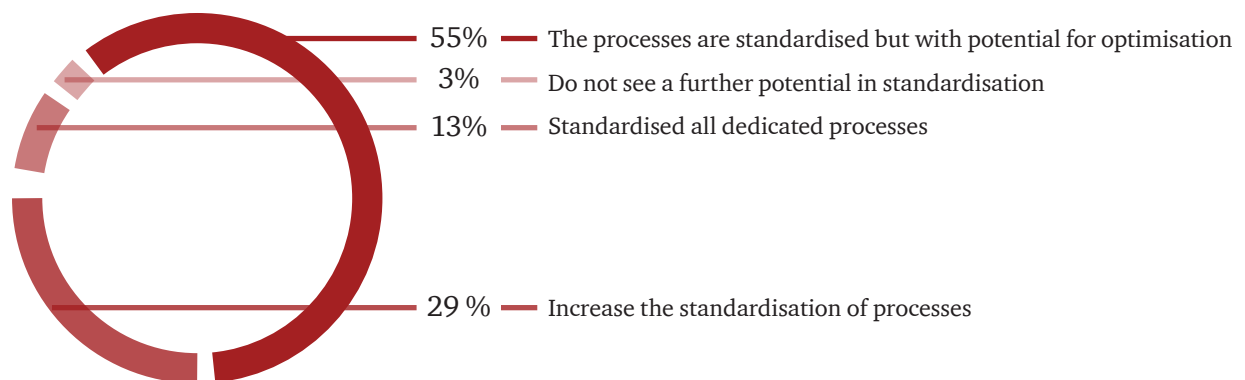 55% The processes are standardised but with potential for optimisation
3% Do not see a further potential in standardisation
13% Standardised all dedicated processes
29 % Increase the standardisation of processes